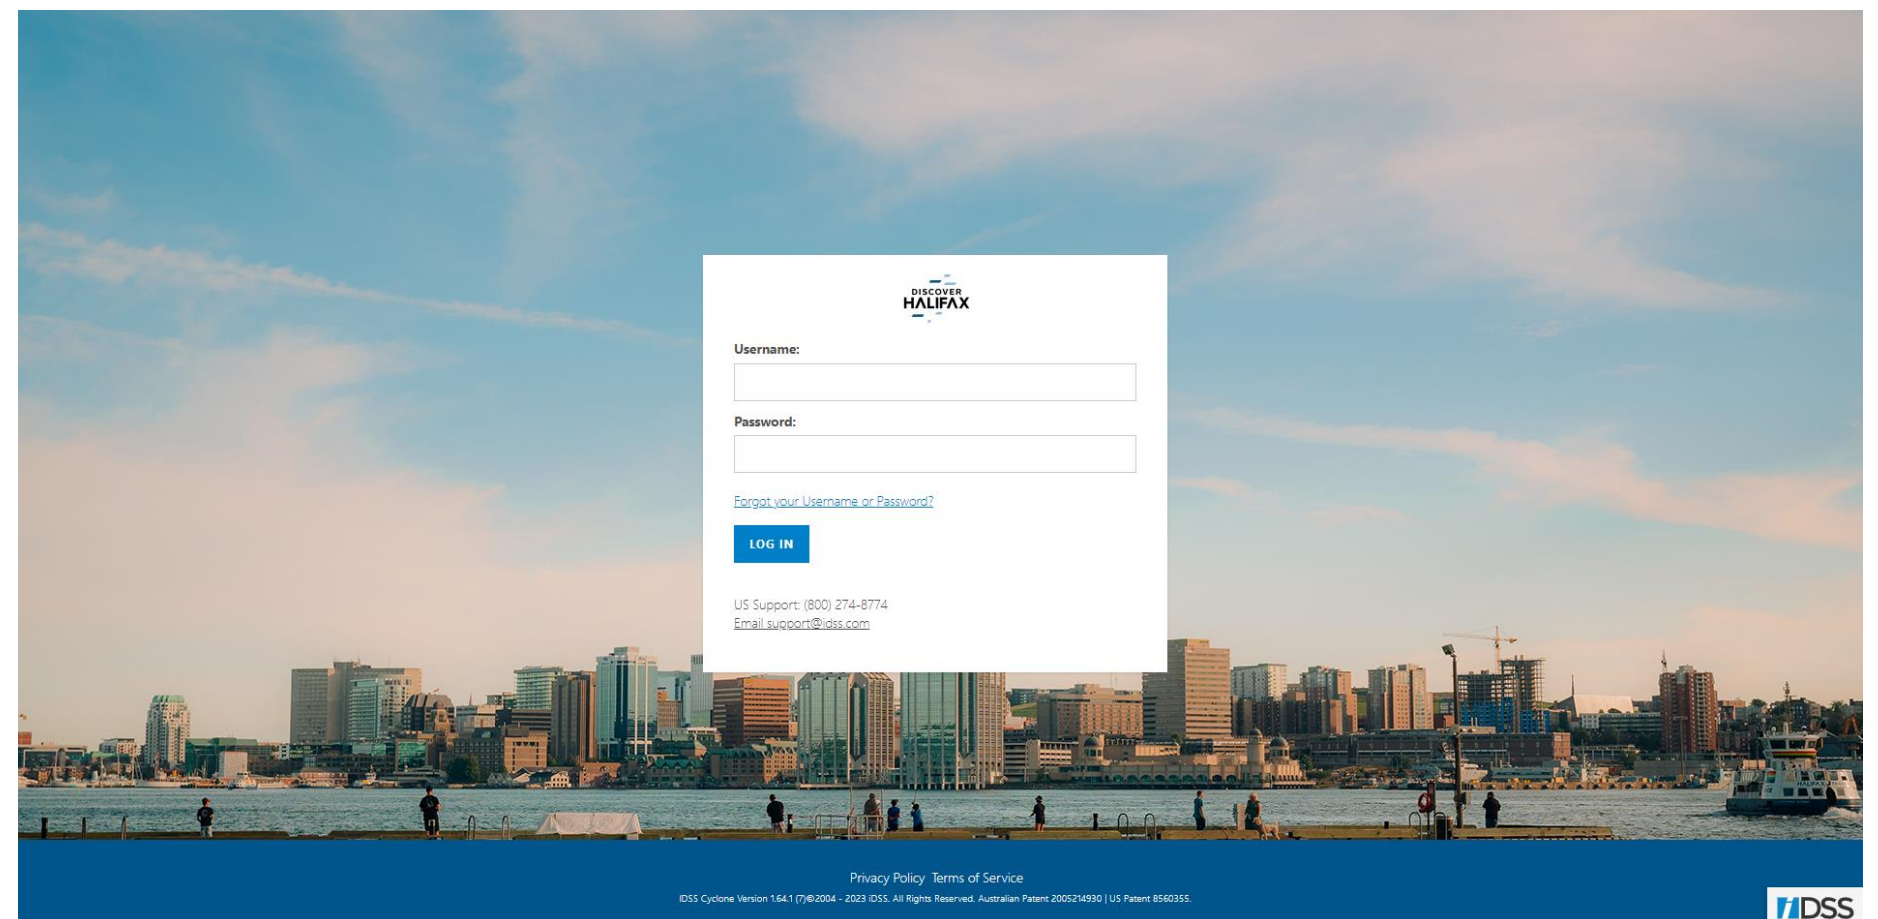 DISCOVER
HALIFAX
Username:
Password:
Forgot your Username or Password?
LOG IN
US Support: (800) 274-8774
Email support@idss.com
HALIFAX
Privacy Policy Terms of Service
iDSS Cyclone Version 1.64.1 (7)©2004 - 2023 iDSS. All Rights Reserved. Australian Patent 2005214930 | US Patent 8560355.
iDSS